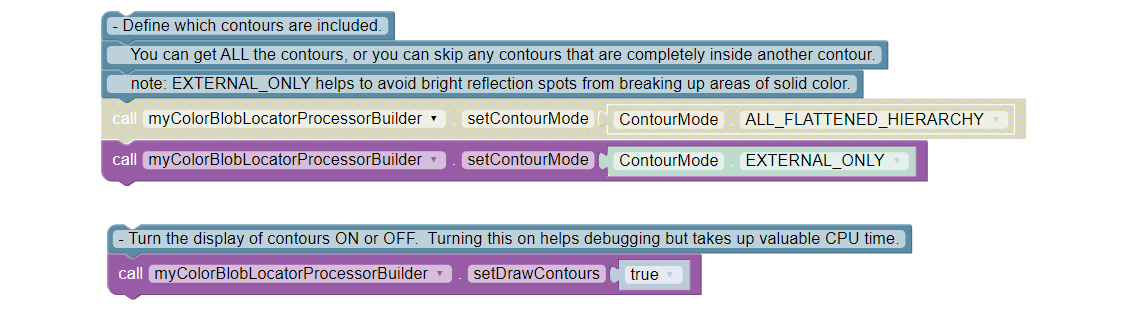 - Define which contours are included.
You can get ALL the contours, or you can skip any contours that are completely inside another contour.
note: EXTERNAL_ONLY helps to avoid bright reflection spots from breaking up areas of solid color.
call myColorBlobLocatorProcessorBuilder . setContourMode ContourMode . ALL_FLATTENED_HIERARCHY
call myColorBlobLocatorProcessorBuilder . setContourMode ContourMode . EXTERNAL_ONLY
- Turn the display of contours ON or OFF.  Turning this on helps debugging but takes up valuable CPU time.
call myColorBlobLocatorProcessorBuilder . setDrawContours true